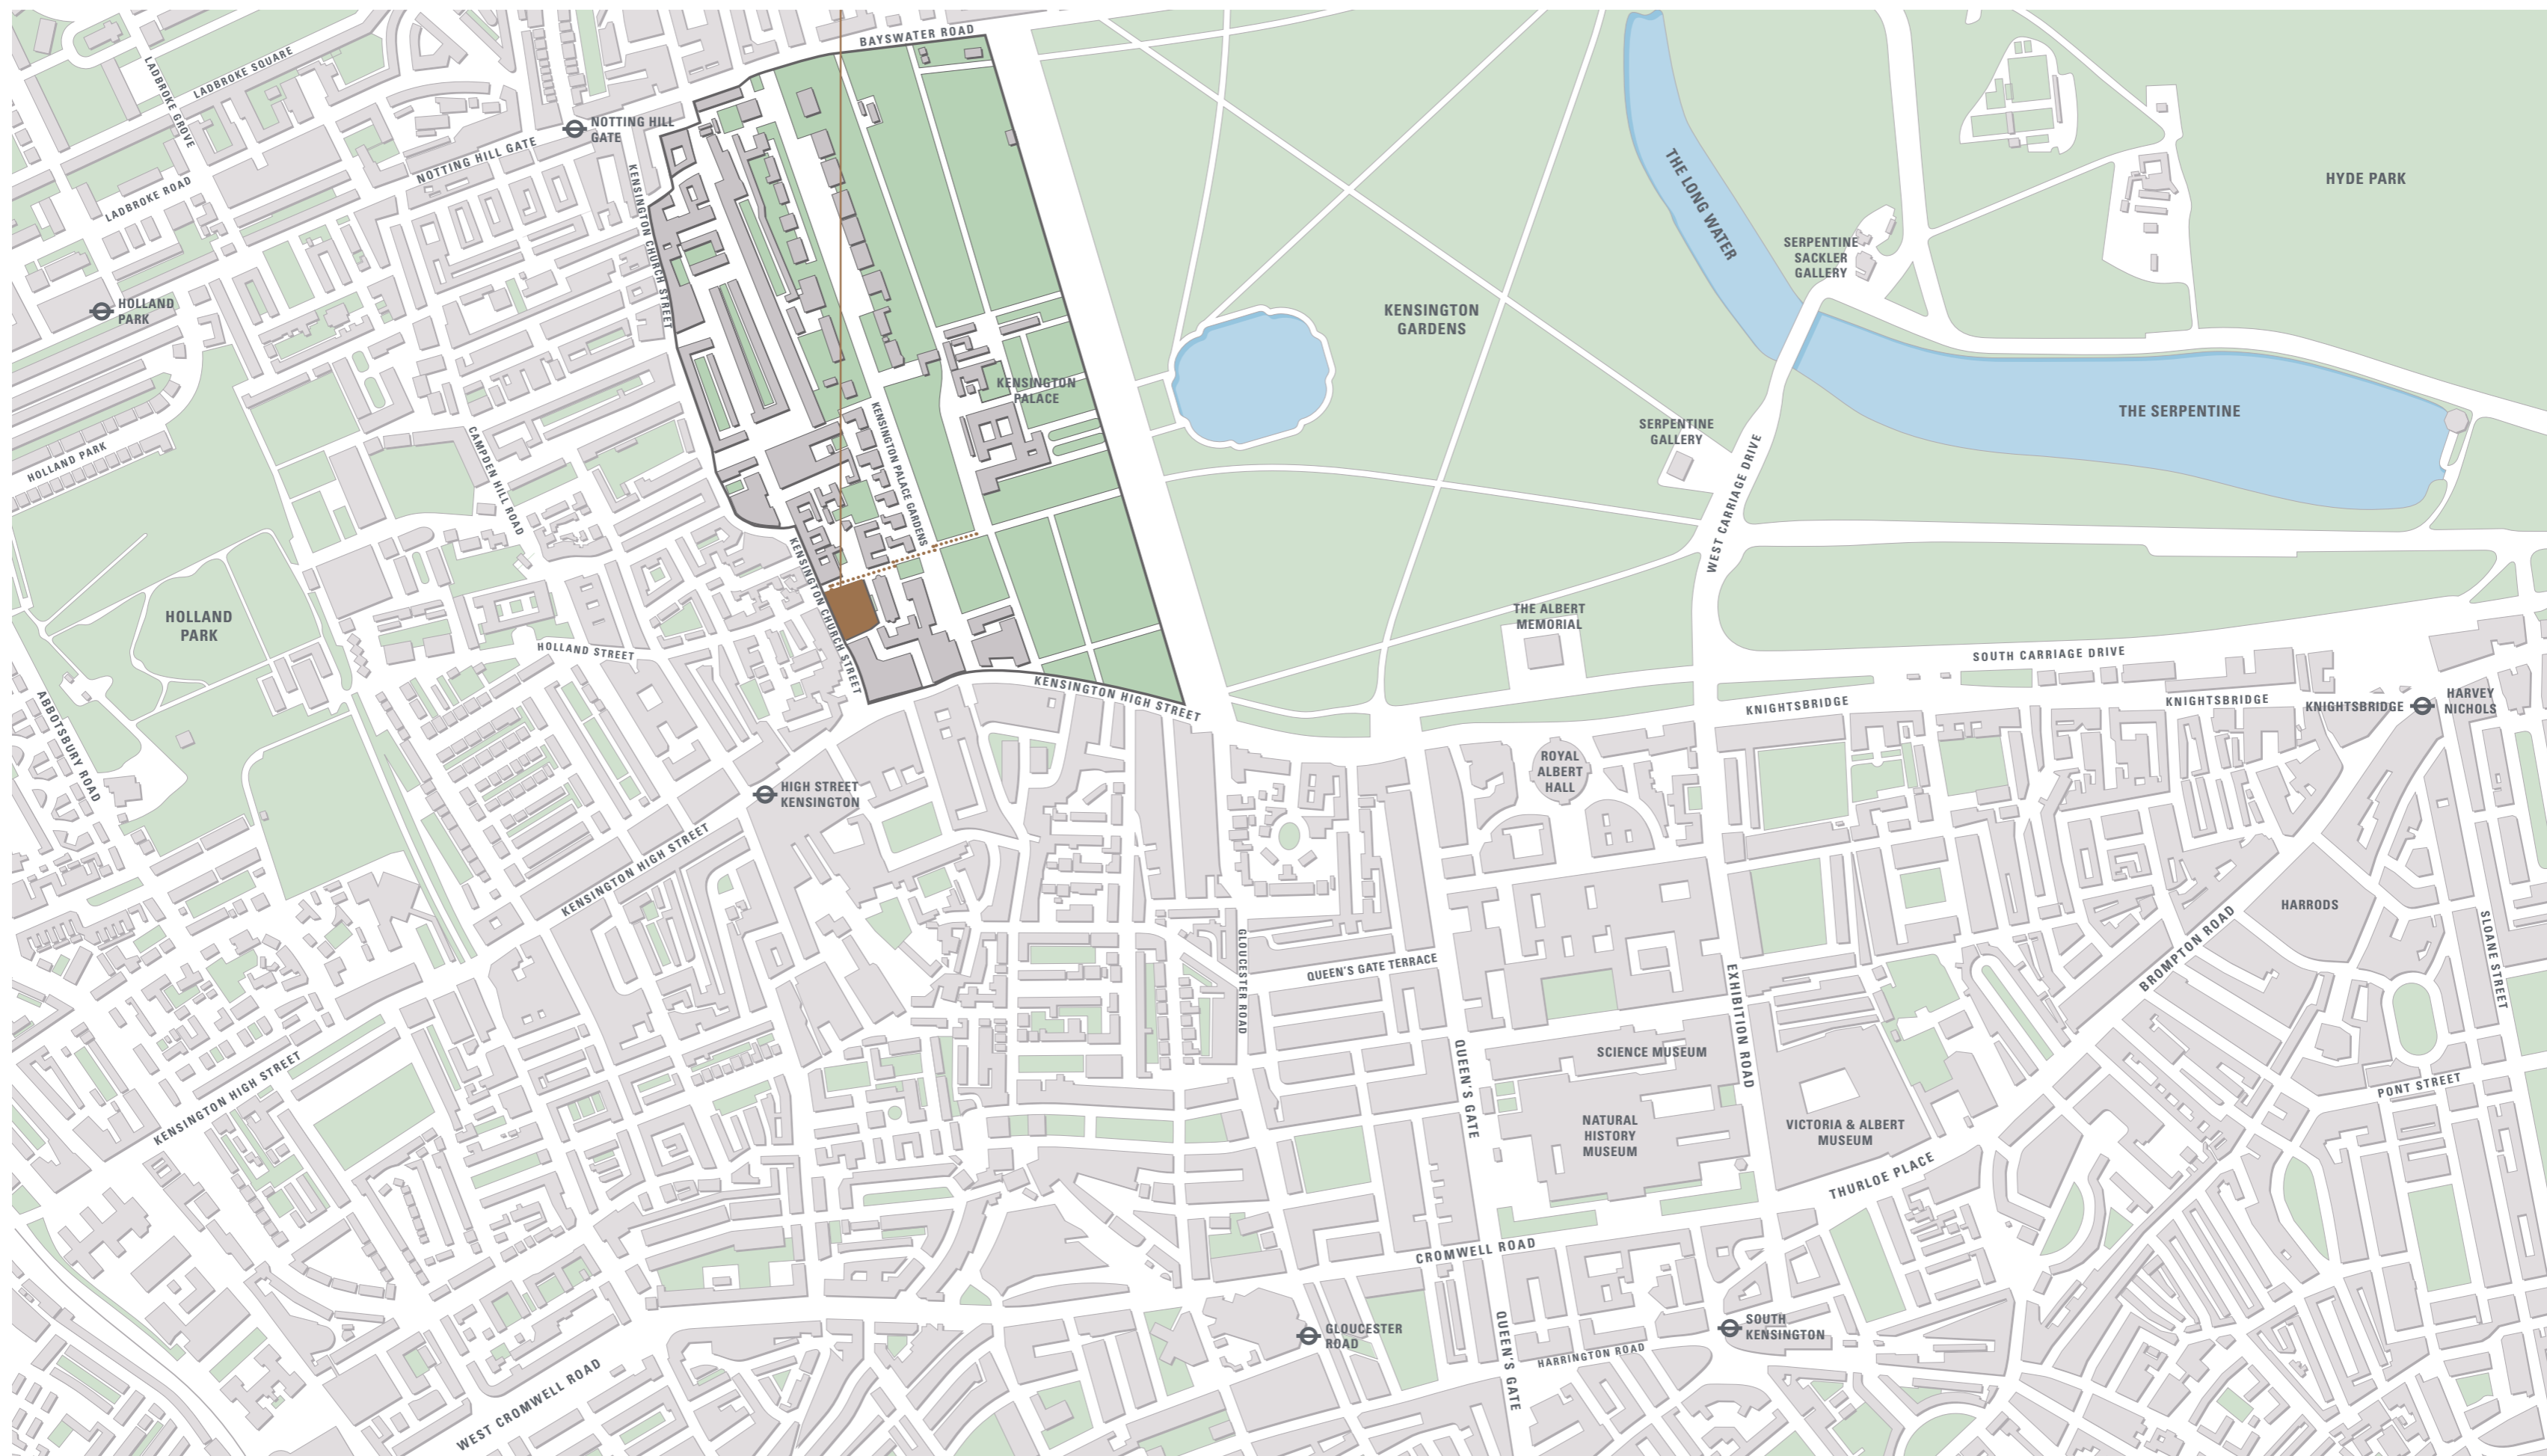 BAYSWATER ROAD
LADBROKE SQUARE
LADBROKE GROVE
NOTTING HILL
GATE
NOTTING HILL GATE
LADBROKE ROAD
KENSINGTON CHURCH STREET
THE LONG WATER
HYDE PARK
SERPENTINE
SACKLER
GALLERY
HOLLAND
PARK
KENSINGTON
GARDENS
KENSINGTON
PALACE
THE SERPENTINE
SERPENTINE
GALLERY
KENSINGTON PALACE GARDENS
HOLLAND PARK
CAMPDEN HILL ROAD
WEST CARRIAGE DRIVE
KENSINGTON CHURCH STREET
HOLLAND
PARK
THE ALBERT
MEMORIAL
HOLLAND STREET
SOUTH CARRIAGE DRIVE
KENSINGTON HIGH STREET
ABBOTSBURY ROAD
KNIGHTSBRIDGE
KNIGHTSBRIDGE
KNIGHTSBRIDGE
HARVEY
NICHOLS
ROYAL
ALBERT
HALL
HIGH STREET
KENSINGTON
KENSINGTON HIGH STREET
HARRODS
BROMPTON ROAD
SLOANE STREET
GLOUCESTER ROAD
QUEEN'S GATE TERRACE
EXHIBITION ROAD
SCIENCE MUSEUM
QUEEN'S GATE
KENSINGTON HIGH STREET
PONT STREET
NATURAL
HISTORY
MUSEUM
VICTORIA & ALBERT
MUSEUM
THURLOE PLACE
CROMWELL ROAD
GLOUCESTER
ROAD
SOUTH
KENSINGTON
QUEEN'S GATE
HARRINGTON ROAD
WEST CROMWELL ROAD